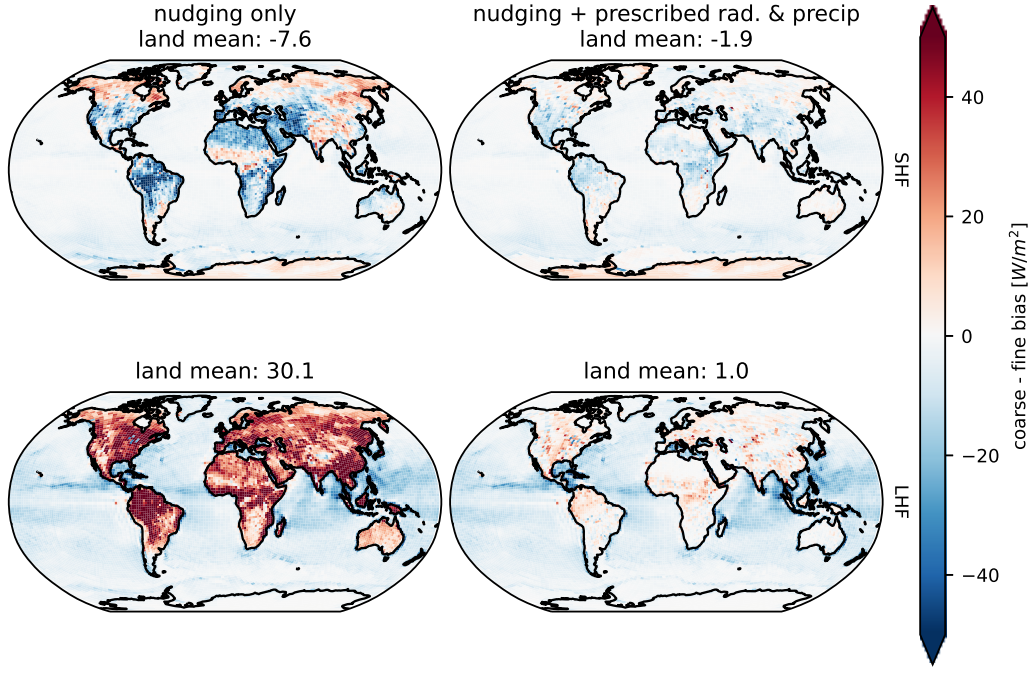 nudging only
land mean: -7.6
nudging + prescribed rad. & precip
land mean: -1.9
SHF
land mean: 30.1
land mean: 1.0
LHF
40
20
0
−20
−40
coarse - fine bias [W/m²]